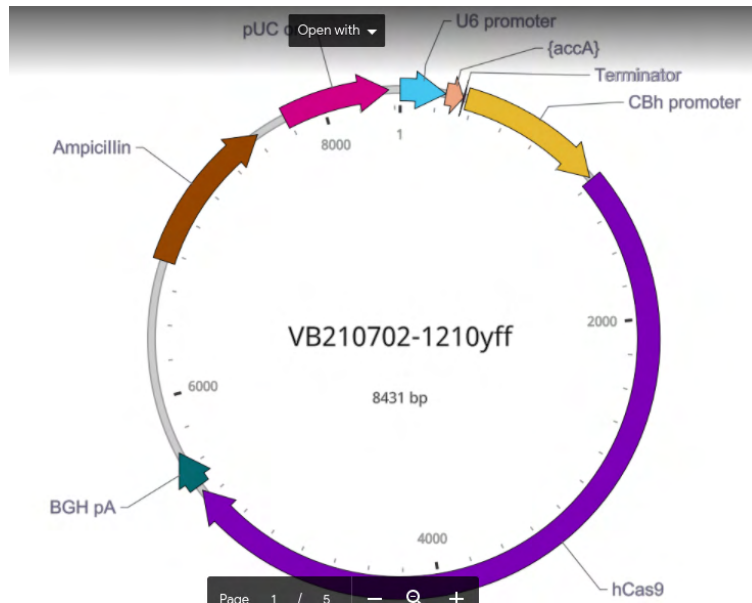 pUC
Open with
U6 promoter
{accA}
Terminator
CBh promoter
Ampicillin
8000
1
VB210702-1210yff
8431 bp
2000
6000
BGH pA
4000
hCas9
Page 1 / 5